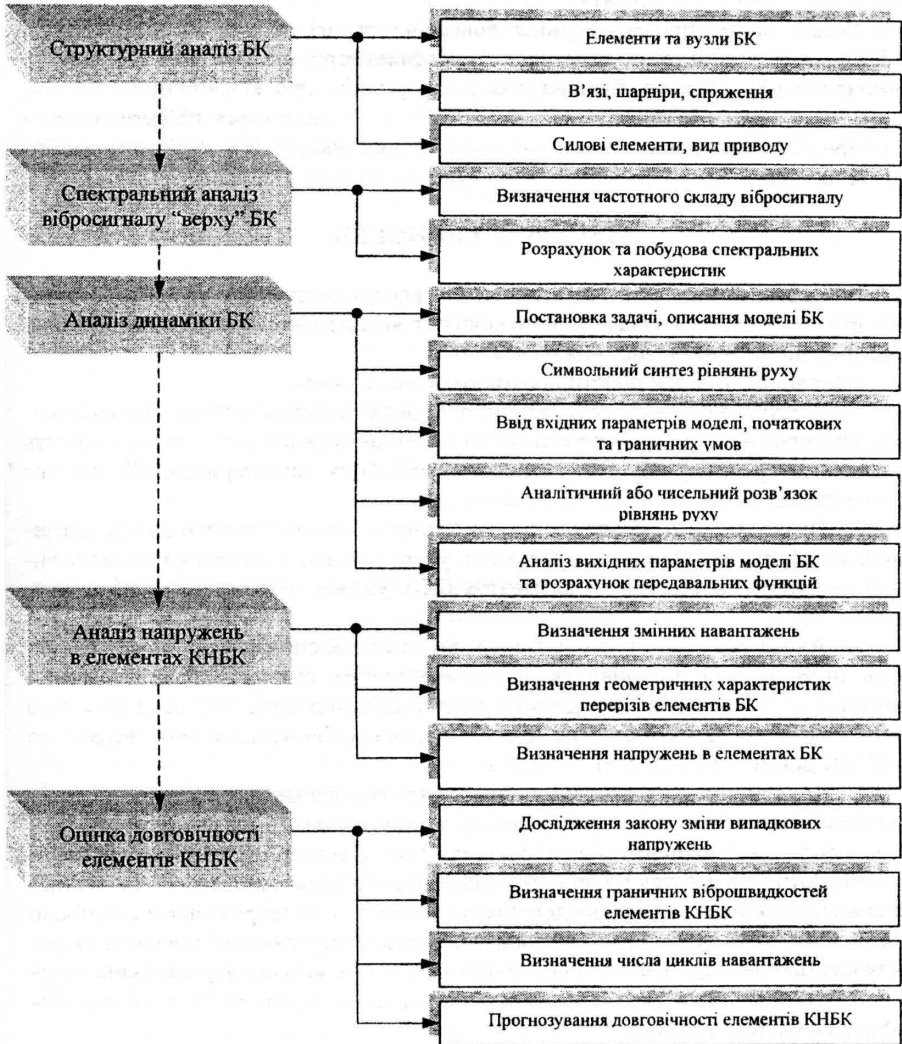 Структурний аналіз БК
Елементи та вузли БК
В’язі, шарніри, спряження
Силові елементи, вид приводу
Спектральний аналіз
вібросигналу “верху” БК
Визначення частотного складу вібросигналу
Розрахунок та побудова спектральних
характеристик
Аналіз динаміки БК
Постановка задачі, описання моделі БК
Символьний синтез рівнянь руху
Ввід вхідних параметрів моделі, початкових
та граничних умов
Аналітичний або чисельний розв’язок
рівнянь руху
Аналіз вихідних параметрів моделі БК
та розрахунок передавальних функцій
Аналіз напружень
в елементах КНБК
Визначення змінних навантажень
Визначення геометричних характеристик
перерізів елементів БК
Визначення напружень в елементах БК
Оцінка довговічності
елементів КНБК
Дослідження закону зміни випадкових
напружень
Визначення граничних віброшвидкостей
елементів КНБК
Визначення числа циклів навантажень
Прогнозування довговічності елементів КНБК